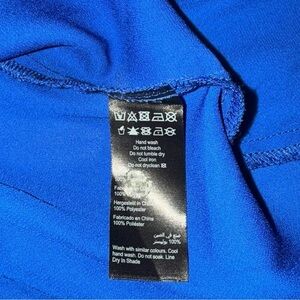 Hand wash
Do not bleach
Do not tumble dry
Cool iron
Do not dryclean
Hergestellt in China
100% Polyester
Fabricado en China
100% Poliéster
صنع في الصين
100% بوليستر
Wash with similar colours. Cool
hand wash. Do not soak. Line
Dry In Shade